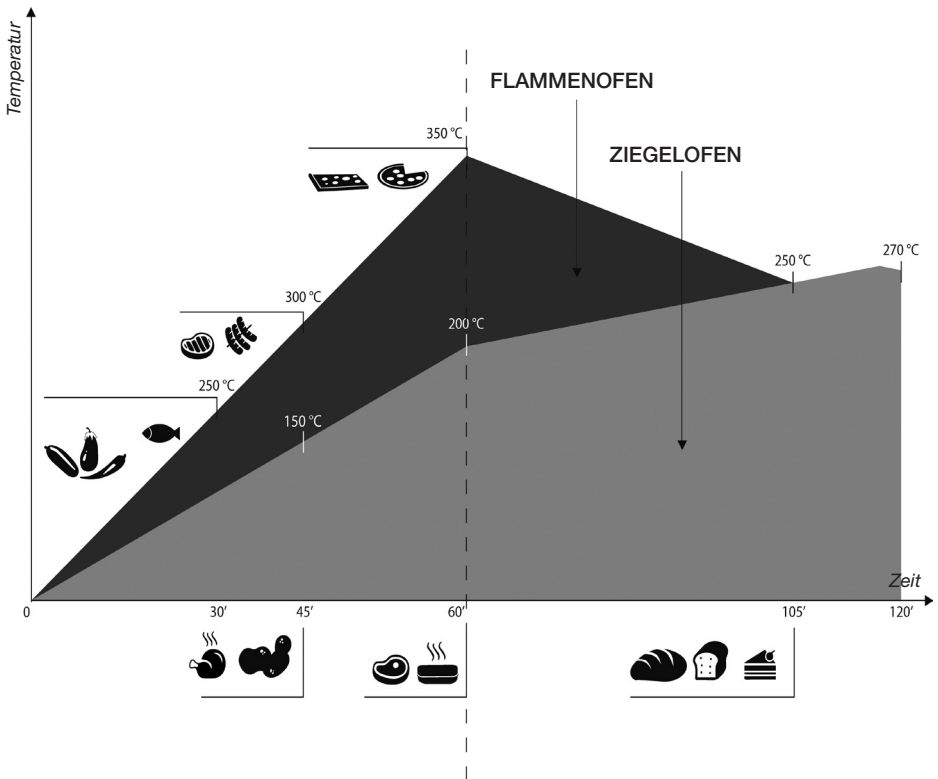 Temperatur
FLAMMENOFEN
350 °C
ZIEGELOFEN
250 °C
270 °C
300 °C
200 °C
250 °C
150 °C
Zeit
0
30'
45'
60'
105'
120'